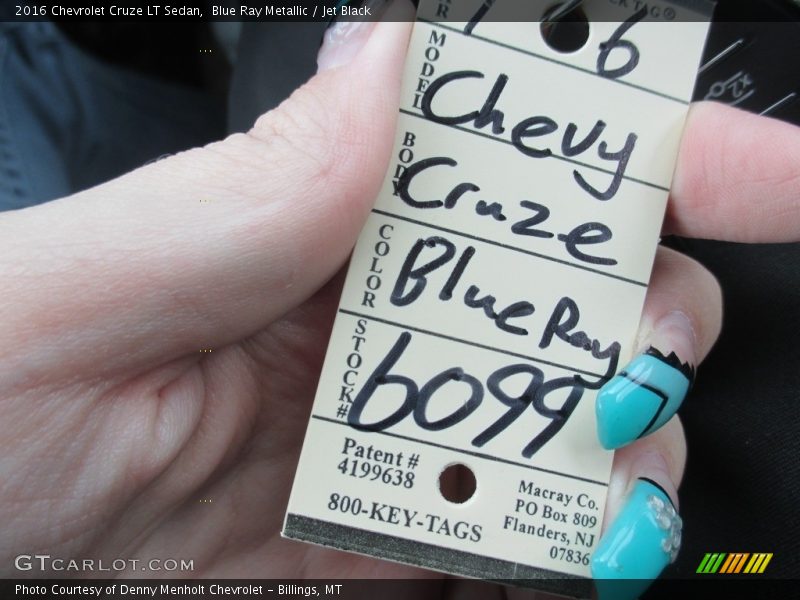 2016 Chevrolet Cruze LT Sedan, Blue Ray Metallic / Jet Black
1 6
MODEL Chevy
BODY Cruze
COLOR Blue Ray
STOCK# 6099
Patent #
4199638
800-KEY-TAGS
Macray Co.
PO Box 809
Flanders, NJ
07836
GTCARLOT.COM
Photo Courtesy of Denny Menholt Chevrolet – Billings, MT